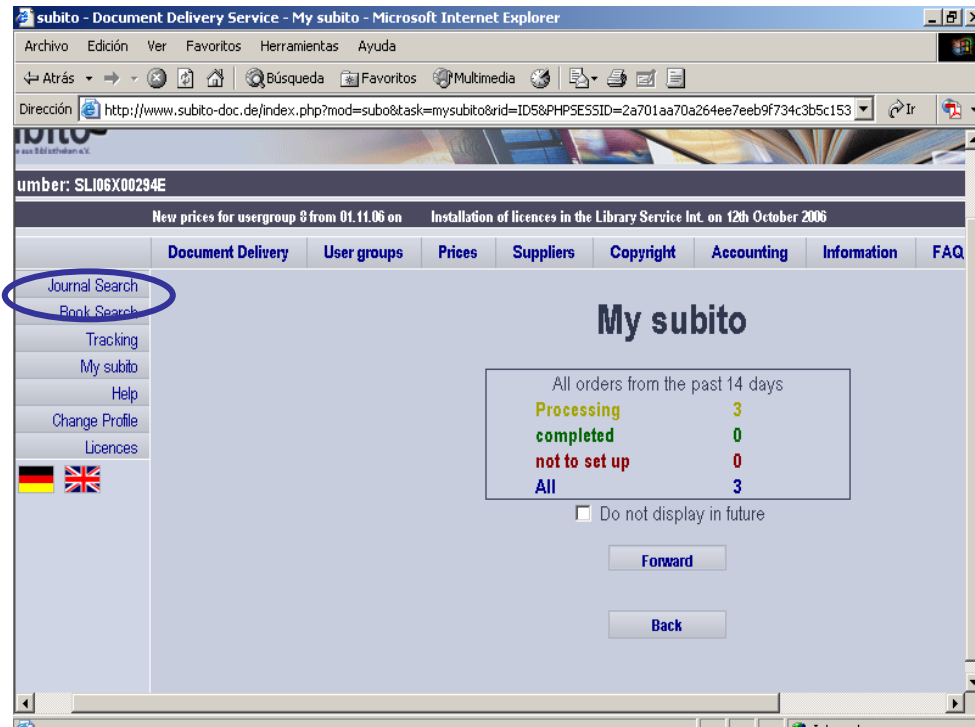 subito - Document Delivery Service - My subito - Microsoft Internet Explorer
Archivo Edición Ver Favoritos Herramientas Ayuda
Atrás Búsqueda Favoritos Multimedia
Dirección http://www.subito-doc.de/index.php?mod=subo&task=mysubito&rid=ID5&PHPSESSID=2a701aa70a264ee7eeb9f734c3b5c153 Ir
umber: SLI06X00294E
New prices for usergroup 8 from 01.11.06 on Installation of licences in the Library Service Int. on 12th October 2006
Document Delivery User groups Prices Suppliers Copyright Accounting Information FAQ
Journal Search
Book Search
Tracking
My subito
Help
Change Profile
Licences
My subito
All orders from the past 14 days
Processing 3
completed 0
not to set up 0
All 3
Do not display in future
Forward
Back